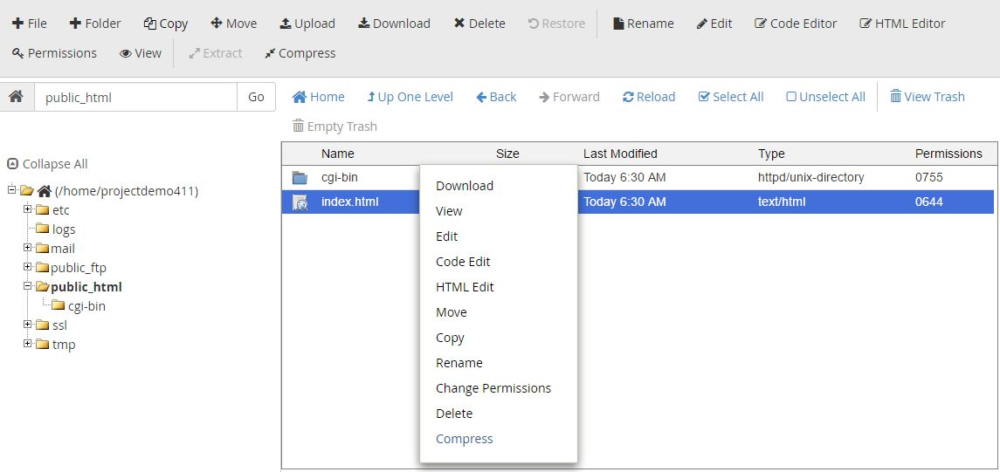 File Folder Copy Move Upload Download Delete Restore Rename Edit Code Editor HTML Editor
Permissions View Extract Compress
public_html Go Home Up One Level Back Forward Reload Select All Unselect All View Trash
Empty Trash
Collapse All
(/home/projectdemo411)
etc
logs
mail
public_ftp
public_html
cgi-bin
ssl
tmp
Name Size Last Modified Type Permissions
cgi-bin Today 6:30 AM httpd/unix-directory 0755
index.html Today 6:30 AM text/html 0644
Download
View
Edit
Code Edit
HTML Edit
Move
Copy
Rename
Change Permissions
Delete
Compress